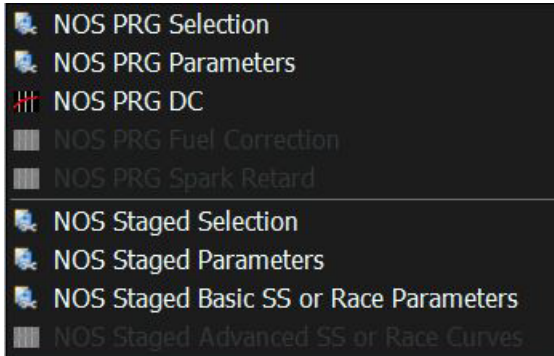 NOS PRG Selection
NOS PRG Parameters
NOS PRG DC
NOS PRG Fuel Correction
NOS PRG Spark Retard
NOS Staged Selection
NOS Staged Parameters
NOS Staged Basic SS or Race Parameters
NOS Staged Advanced SS or Race Curves